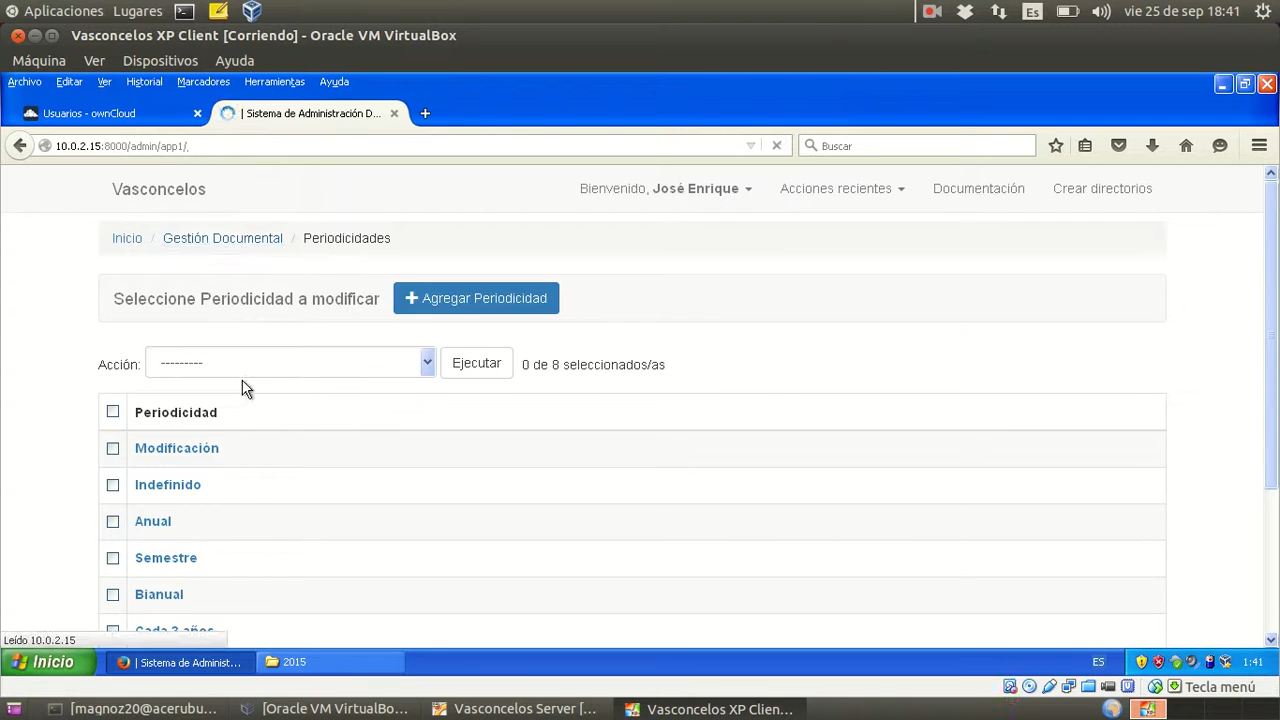 Aplicaciones Lugares Es vie 25 de sep 18:41
Vasconcelos XP Client [Corriendo] - Oracle VM VirtualBox
Máquina Ver Dispositivos Ayuda
Archivo Editar Ver Historial Marcadores Herramientas Ayuda
Usuarios - ownCloud | Sistema de Administración D...
10.0.2.15:8000/admin/app1/, Buscar
Vasconcelos Bienvenido, José Enrique Acciones recientes Documentación Crear directorios
Inicio / Gestión Documental / Periodicidades
Seleccione Periodicidad a modificar Agregar Periodicidad
Acción: --------- Ejecutar 0 de 8 seleccionados/as
Periodicidad
Modificación
Indefinido
Anual
Semestre
Bianual
Cada 3 años
Leído 10.0.2.15
Inicio | Sistema de Administ... 2015 ES 1:41
Tecla menú
[magnoz20@acerubu... [Oracle VM VirtualBo... Vasconcelos Server [... Vasconcelos XP Clien...